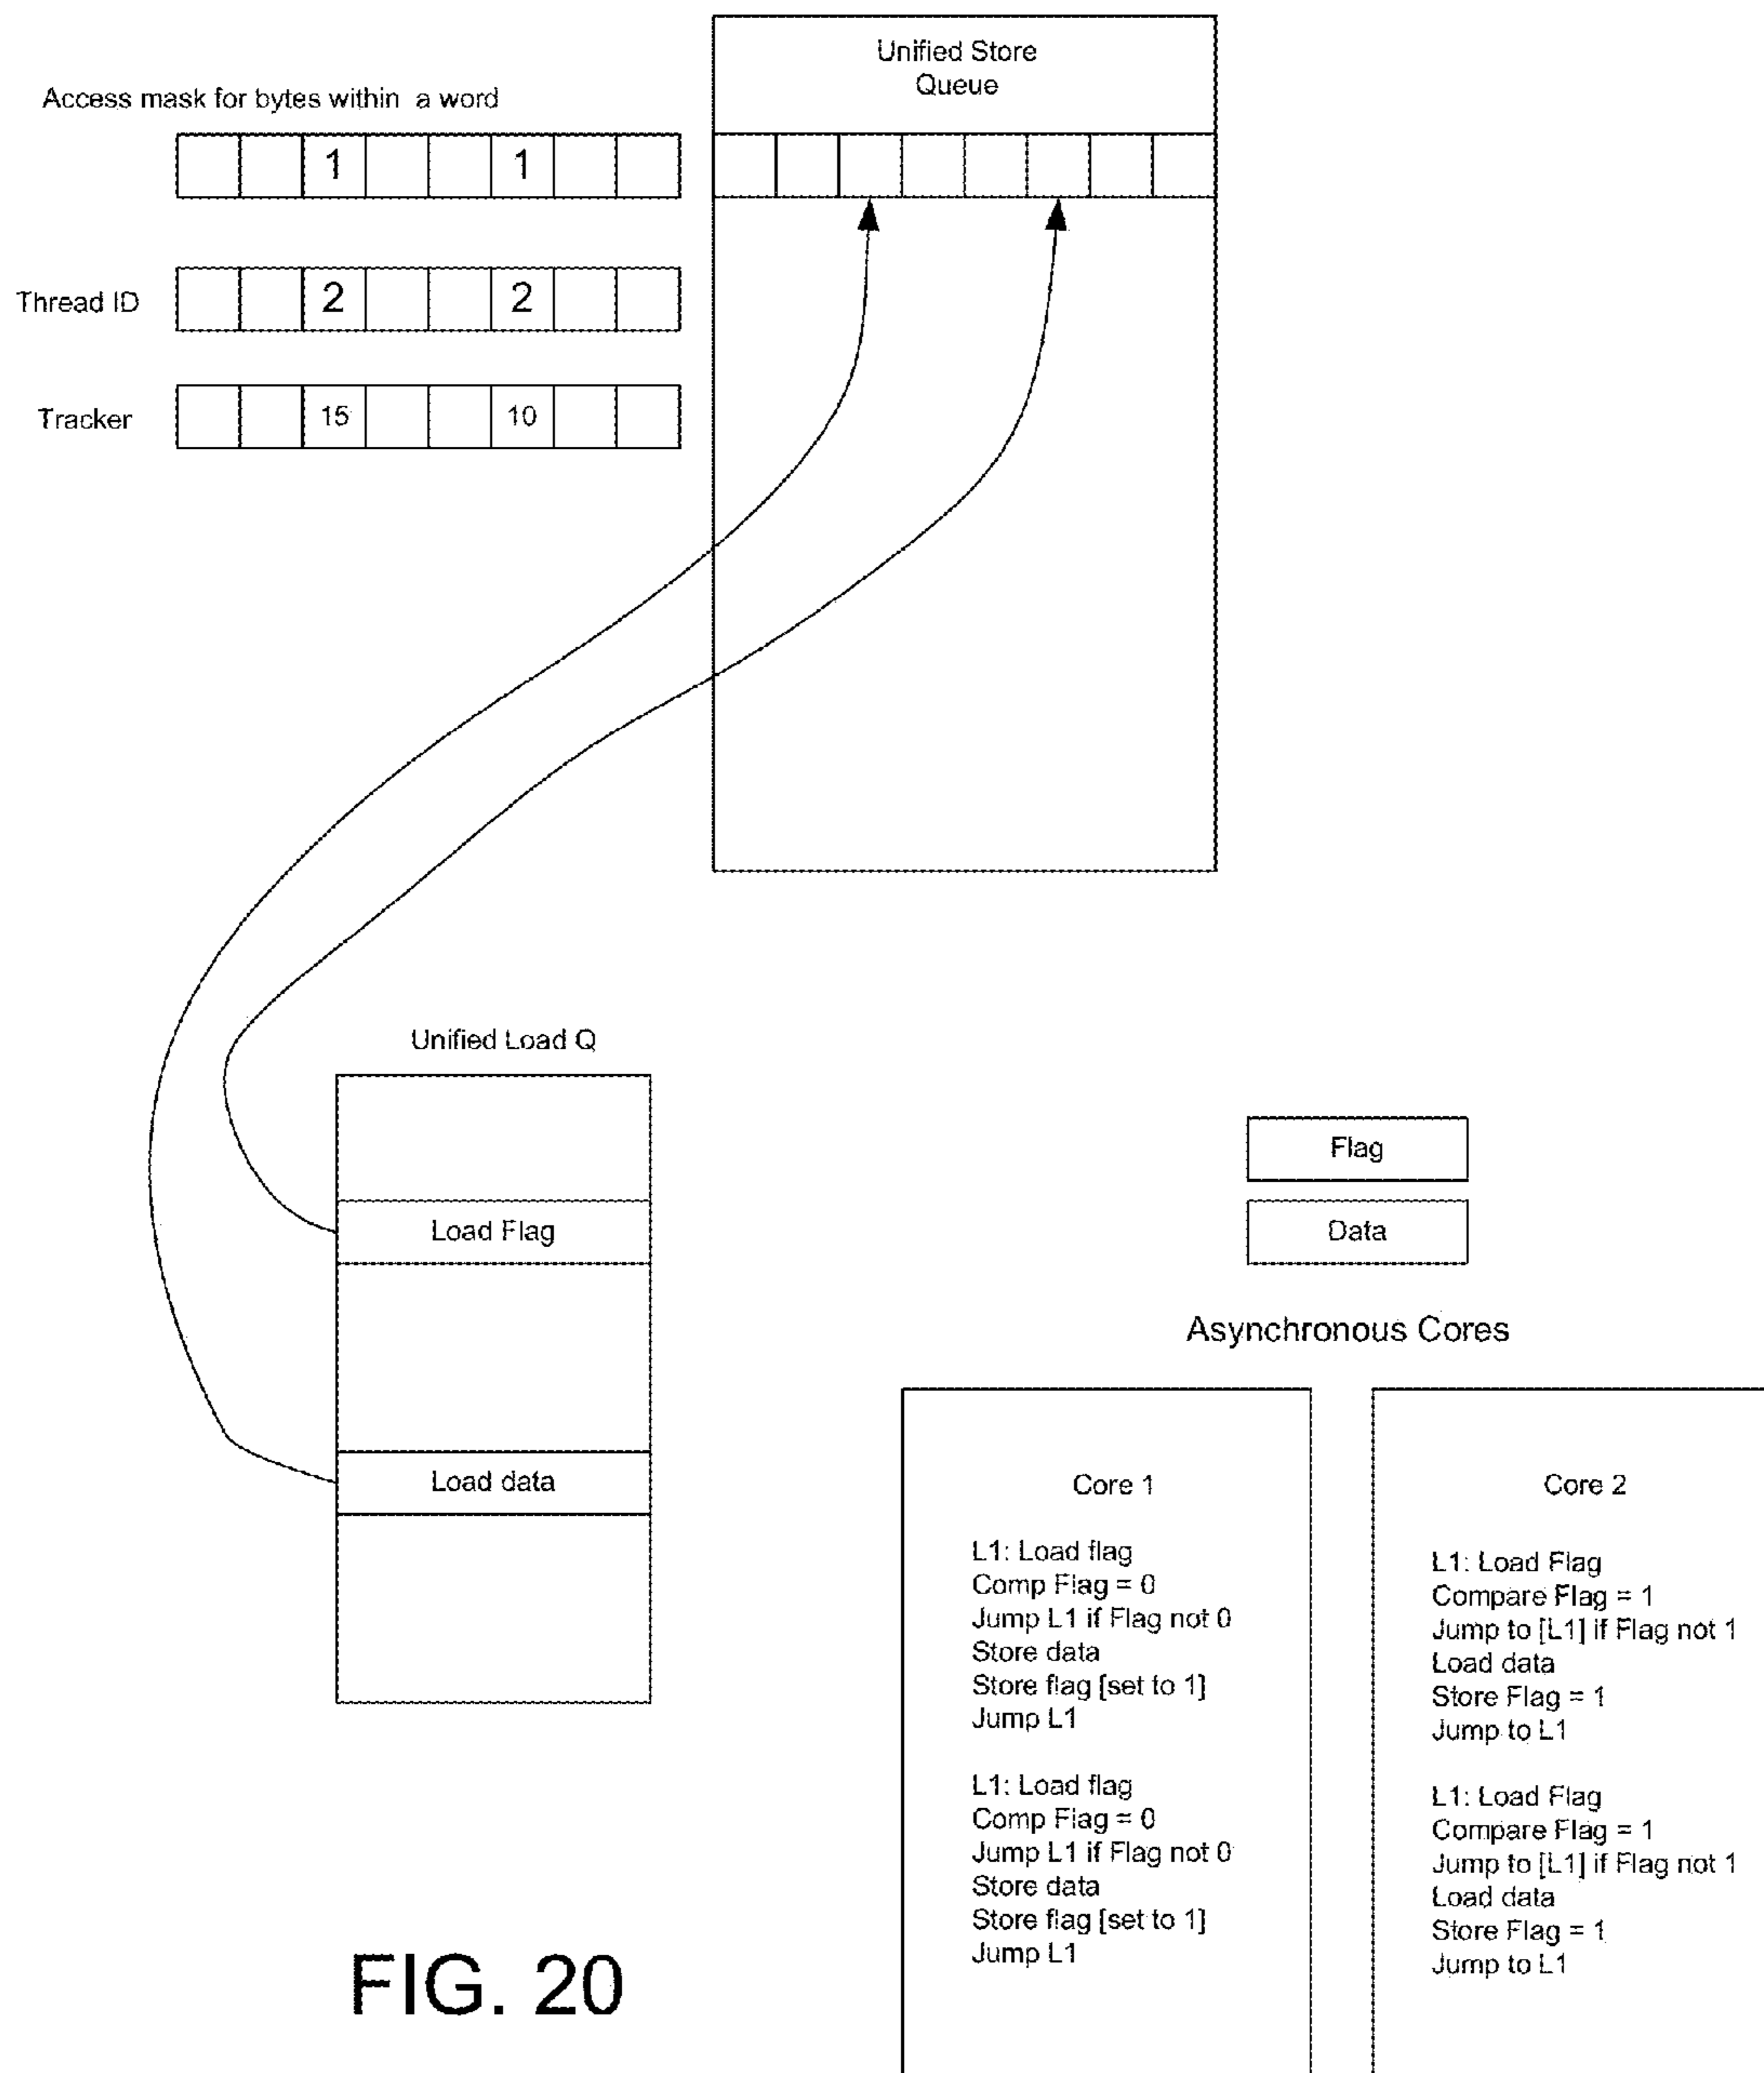 Unified Store
Queue
Access mask for bytes within a word
1 1
Thread ID
2 2
Tracker
15 10
Unified Load Q
Load Flag
Load data
Flag
Data
Asynchronous Cores
Core 1
L1: Load flag
Comp Flag = 0
Jump L1 if Flag not 0
Store data
Store flag [set to 1]
Jump L1
L1: Load flag
Comp Flag = 0
Jump L1 if Flag not 0
Store data
Store flag [set to 1]
Jump L1
Core 2
L1: Load Flag
Compare Flag = 1
Jump to [L1] if Flag not 1
Load data
Store Flag = 1
Jump to L1
L1: Load Flag
Compare Flag = 1
Jump to [L1] if Flag not 1
Load data
Store Flag = 1
Jump to L1
FIG. 20